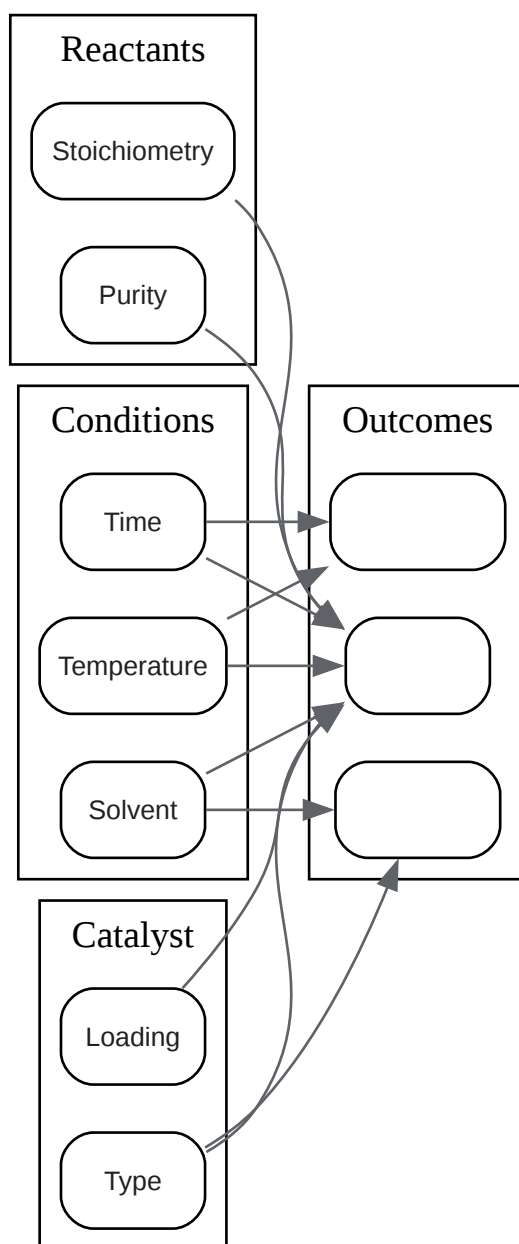 Reactants
Stoichiometry
Purity
Conditions
Time
Temperature
Solvent
Outcomes
Catalyst
Loading
Type